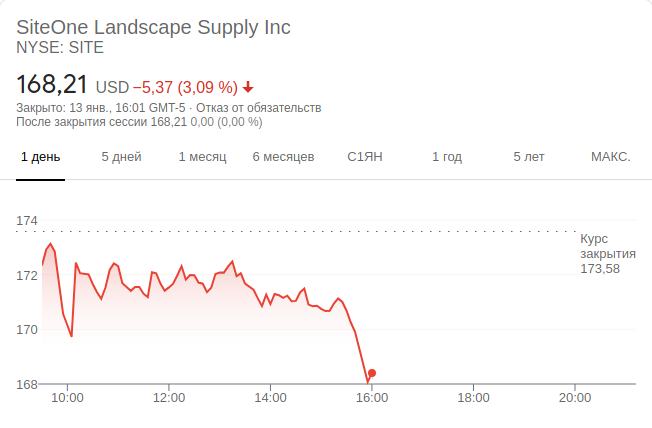 SiteOne Landscape Supply Inc
NYSE: SITE
168,21 USD −5,37 (3,09 %)
Закрыто: 13 янв., 16:01 GMT-5 · Отказ от обязательств
После закрытия сессии 168,21 0,00 (0,00 %)
1 день 5 дней 1 месяц 6 месяцев С1ЯН 1 год 5 лет МАКС.
174
Курс
закрытия
173,58
172
170
168
10:00 12:00 14:00 16:00 18:00 20:00